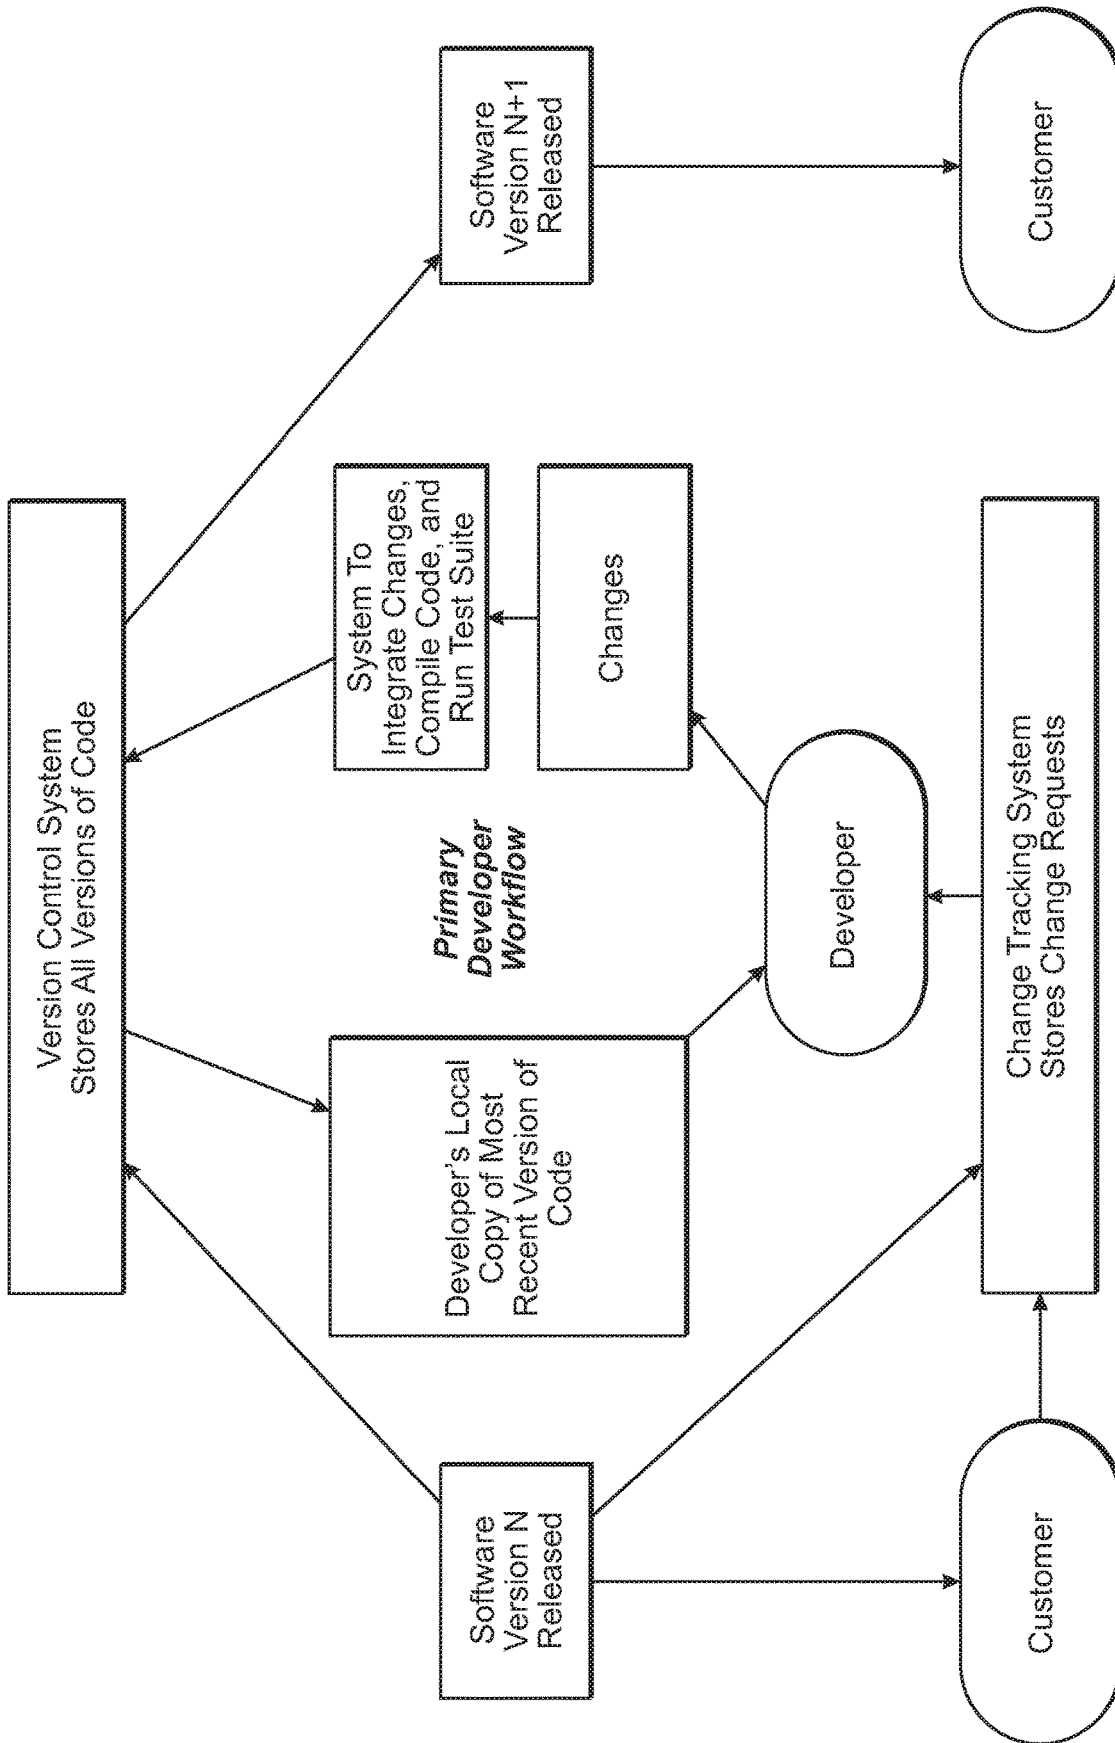 Version Control System
Stores All Versions of Code
Software
Version N
Released
Developer's Local
Copy of Most
Recent Version of
Code
Primary
Developer
Workflow
System To
Integrate Changes,
Compile Code, and
Run Test Suite
Changes
Software
Version N+1
Released
Developer
Customer
Change Tracking System
Stores Change Requests
Customer